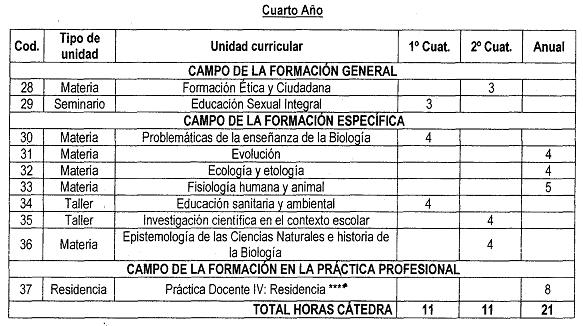 Cuarto Año
Cod. Tipo de unidad Unidad curricular 1º Cuat. 2º Cuat. Anual
CAMPO DE LA FORMACIÓN GENERAL
28 Materia Formación Ética y Ciudadana 3
29 Seminario Educación Sexual Integral 3
CAMPO DE LA FORMACIÓN ESPECÍFICA
30 Materia Problemáticas de la enseñanza de la Biología 4
31 Materia Evolución 4
32 Materia Ecología y etología 4
33 Materia Fisiología humana y animal 5
34 Taller Educación sanitaria y ambiental 4
35 Taller Investigación científica en el contexto escolar 4
36 Materia Epistemología de las Ciencias Naturales e historia de
la Biología 4
CAMPO DE LA FORMACIÓN EN LA PRÁCTICA PROFESIONAL
37 Residencia Práctica Docente IV: Residencia **** 8
TOTAL HORAS CÁTEDRA 11 11 21